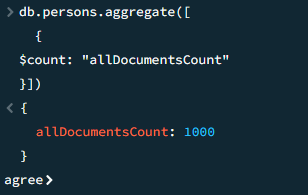 > db.persons.aggregate([
{
$count: "allDocumentsCount"
}])
< {
allDocumentsCount: 1000
}
agree>